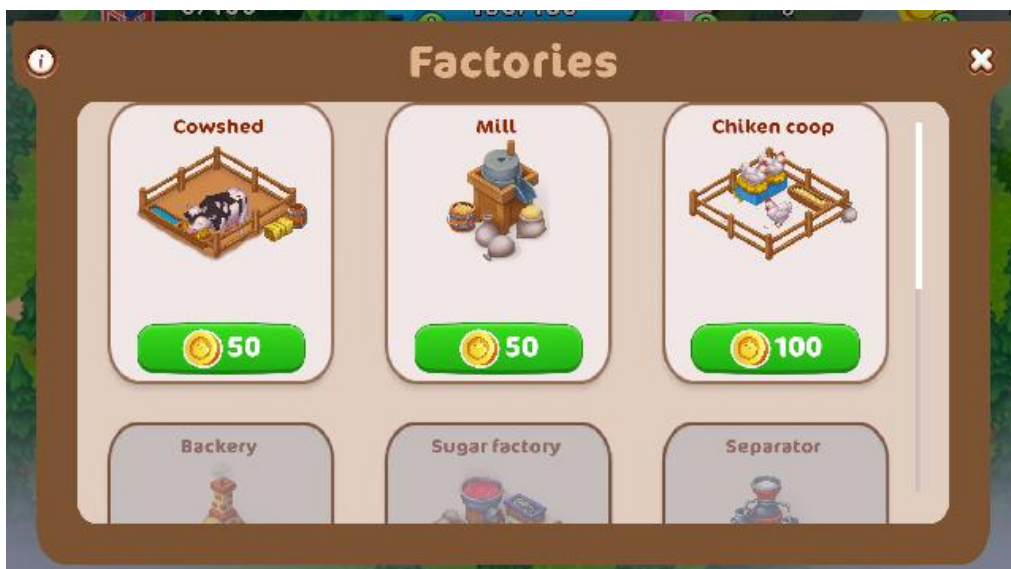 Factories
Cowshed
Mill
Chiken coop
50
50
100
Backery
Sugar factory
Separator